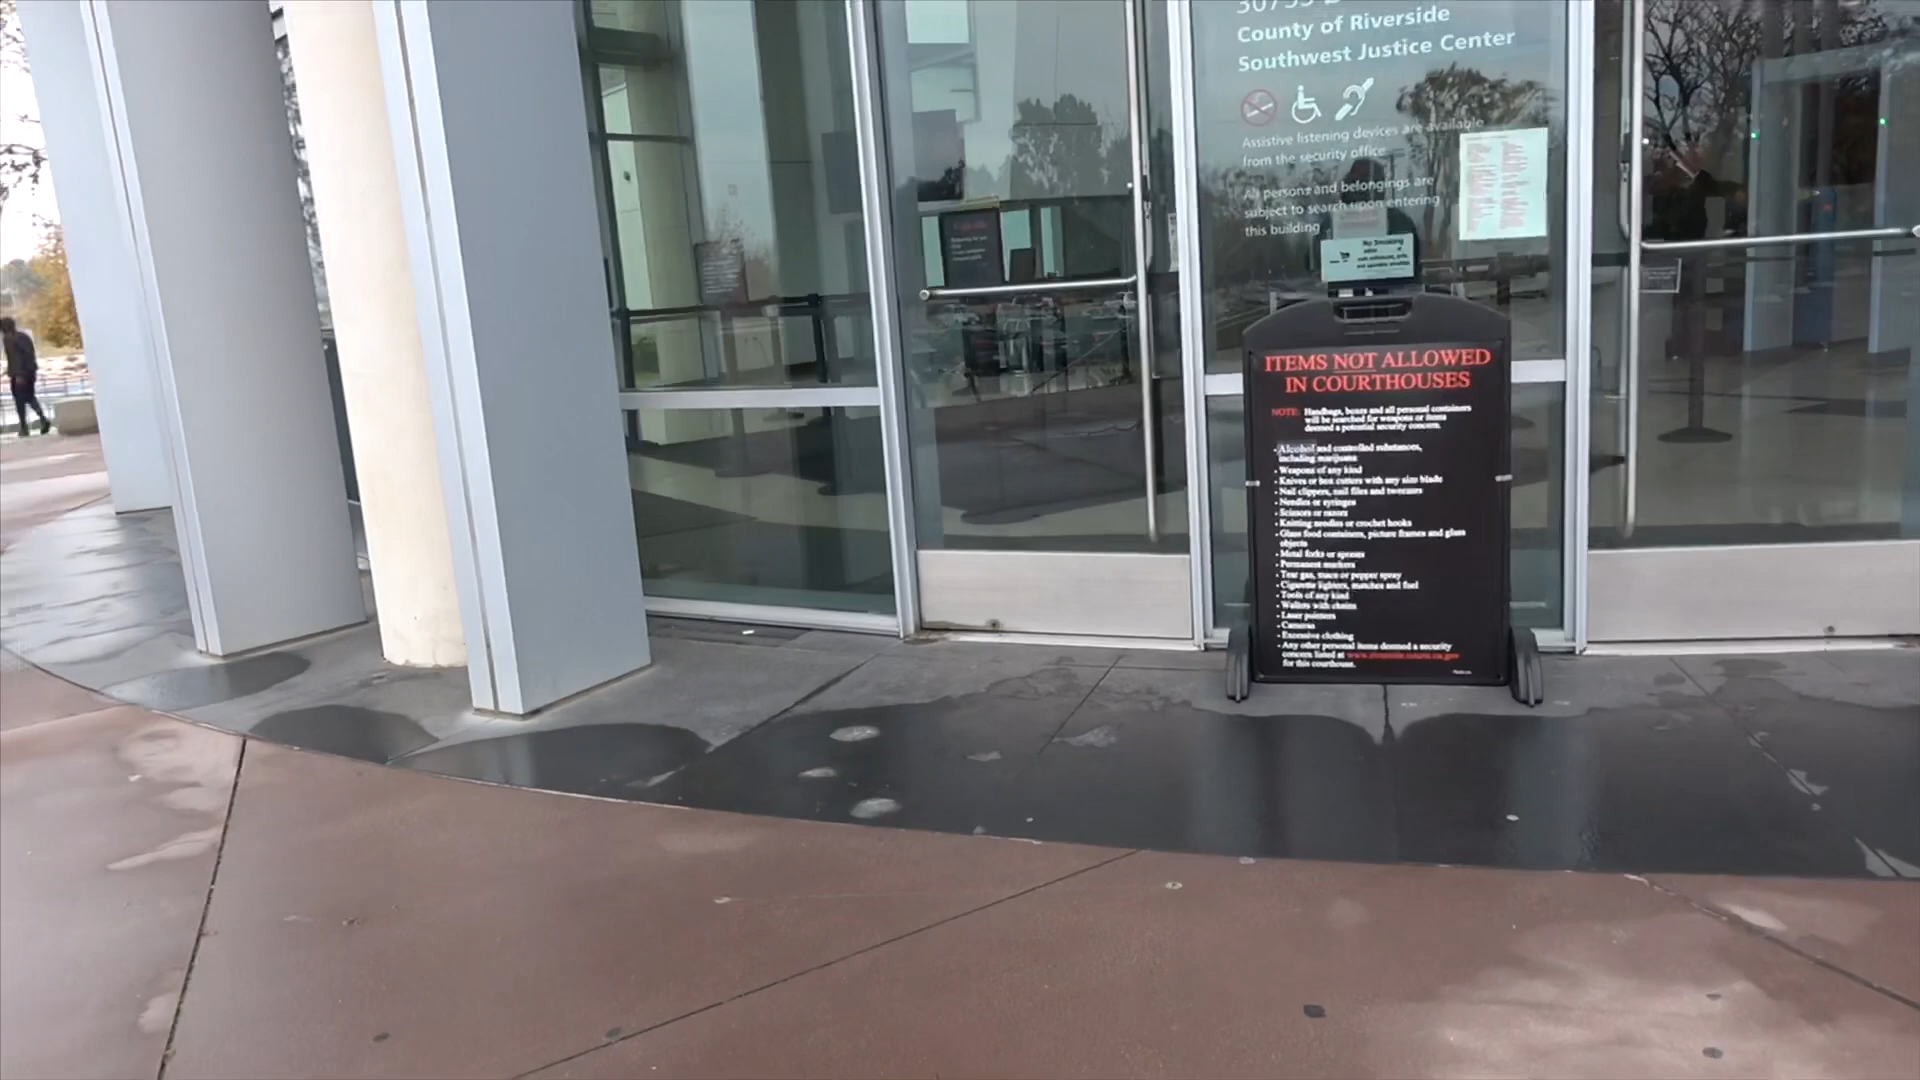 County of Riverside
Southwest Justice Center
Assistive listening devices are available
from the security office
All persons and belongings are
subject to search upon entering
this building
No Smoking
ITEMS NOT ALLOWED
IN COURTHOUSES
NOTE: Handbags, boxes and all personal containers
will be searched for weapons or items
deemed a potential security concern.
• Alcohol and controlled substances,
including marijuana
• Weapons of any kind
• Knives or box cutters with any size blade
• Nail clippers, nail files and tweezers
• Needles or syringes
• Scissors or razors
• Knitting needles or crochet hooks
• Glass food containers, picture frames and glass
objects
• Metal forks or spoons
• Permanent markers
• Tear gas, mace or pepper spray
• Cigarette lighters, matches and fuel
• Tools of any kind
• Wallets with chains
• Laser pointers
• Cameras
• Excessive clothing
• Any other personal items deemed a security
concern listed at www.riverside.courts.ca.gov
for this courthouse.